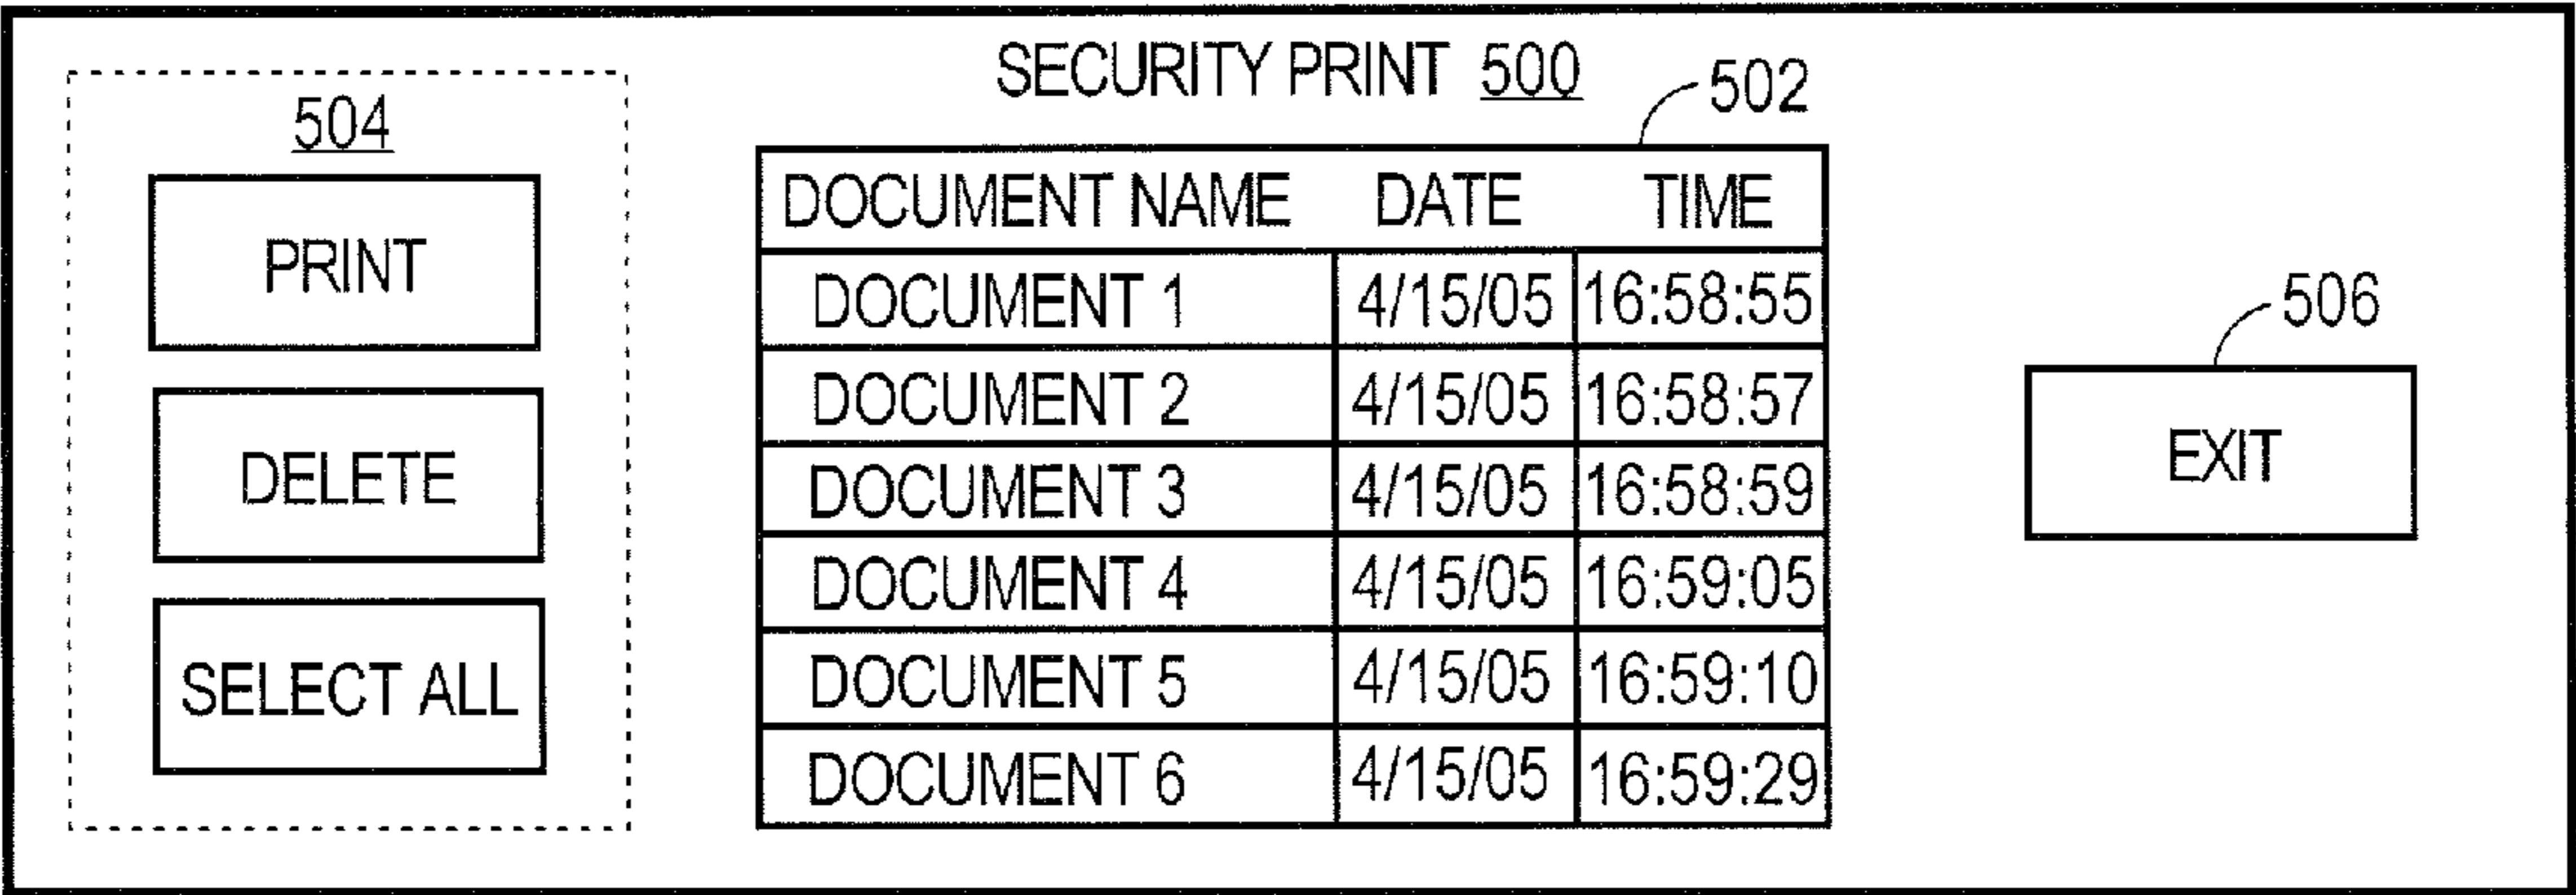 SECURITY PRINT 500
502
504
PRINT
DELETE
SELECT ALL
DOCUMENT NAME DATE TIME
DOCUMENT 1 4/15/05 16:58:55
DOCUMENT 2 4/15/05 16:58:57
DOCUMENT 3 4/15/05 16:58:59
DOCUMENT 4 4/15/05 16:59:05
DOCUMENT 5 4/15/05 16:59:10
DOCUMENT 6 4/15/05 16:59:29
506
EXIT